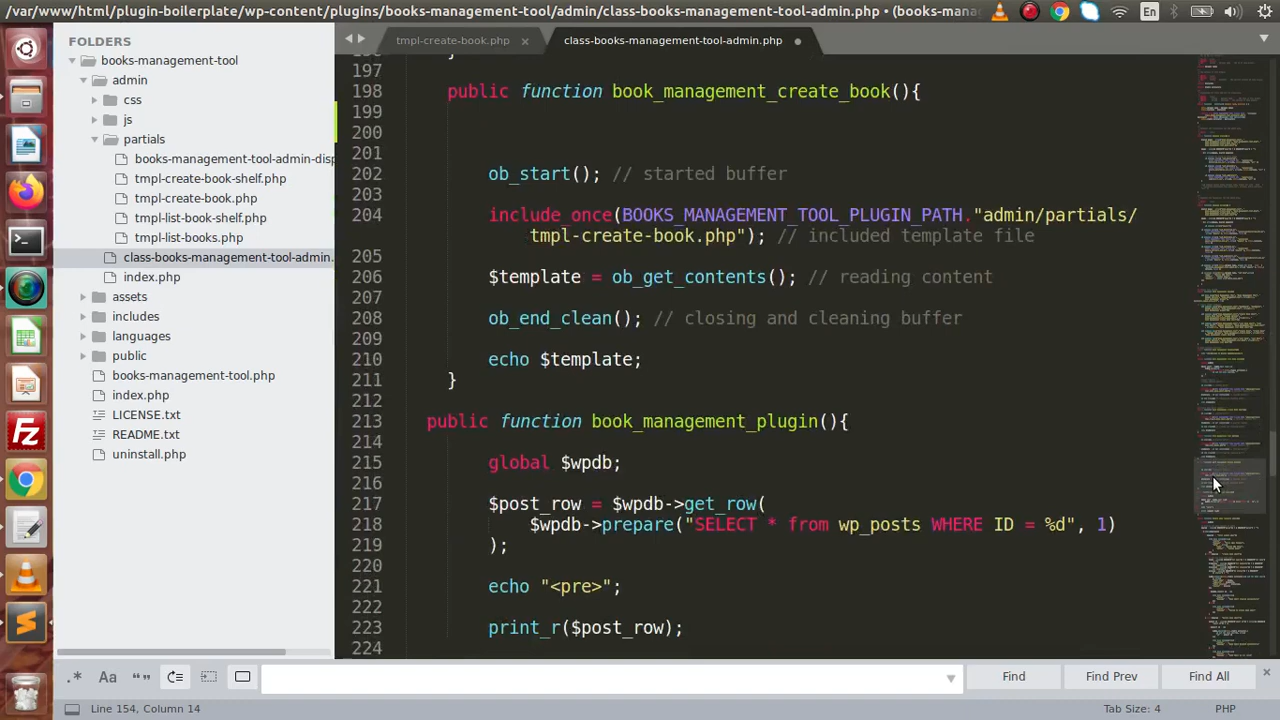 /var/www/html/plugin-boilerplate/wp-content/plugins/books-management-tool/admin/class-books-management-tool-admin.php • (books-mana
En
FOLDERS
books-management-tool
admin
css
js
partials
books-management-tool-admin-disp
tmpl-create-book-shelf.php
tmpl-create-book.php
tmpl-list-book-shelf.php
tmpl-list-books.php
class-books-management-tool-admin.
index.php
assets
includes
languages
public
books-management-tool.php
index.php
LICENSE.txt
README.txt
uninstall.php
tmpl-create-book.php ×
class-books-management-tool-admin.php •
197
198 public function book_management_create_book(){
199
200
201
202 ob_start(); // started buffer
203
204 include_once(BOOKS_MANAGEMENT_TOOL_PLUGIN_PATH."admin/partials/
tmpl-create-book.php"); // included template file
205
206 $template = ob_get_contents(); // reading content
207
208 ob_end_clean(); // closing and cleaning buffer
209
210 echo $template;
211 }
212
213 public function book_management_plugin(){
214
215 global $wpdb;
216
217 $post_row = $wpdb->get_row(
218 $wpdb->prepare("SELECT * from wp_posts WHERE ID = %d", 1)
219 );
220
221 echo "<pre>";
222
223 print_r($post_row);
224
.* Aa “”
Find
Find Prev
Find All
Line 154, Column 14
Tab Size: 4
PHP